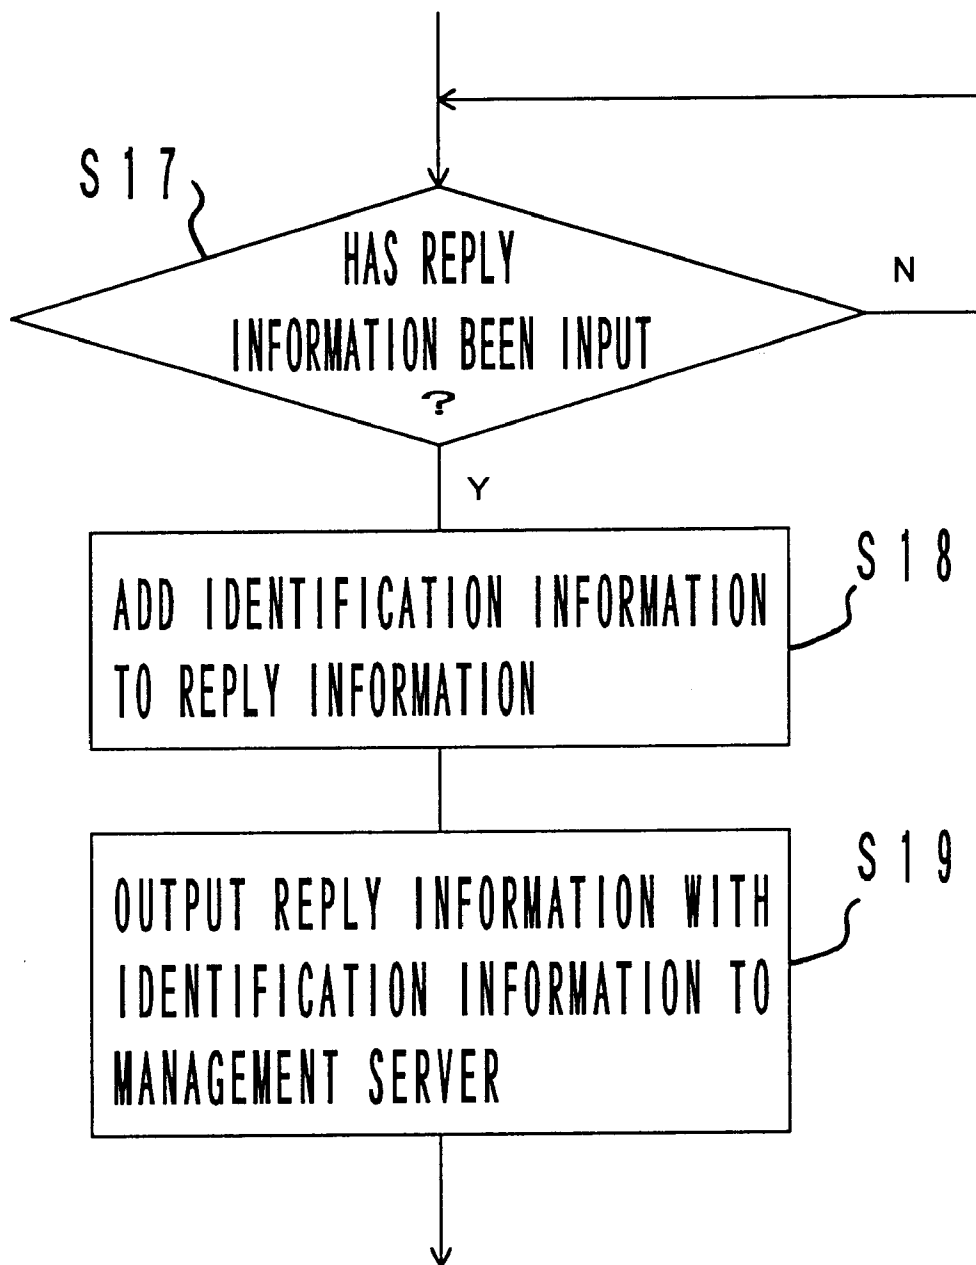 S17
HAS REPLY
INFORMATION BEEN INPUT
?
N
Y
S18
ADD IDENTIFICATION INFORMATION
TO REPLY INFORMATION
S19
OUTPUT REPLY INFORMATION WITH
IDENTIFICATION INFORMATION TO
MANAGEMENT SERVER